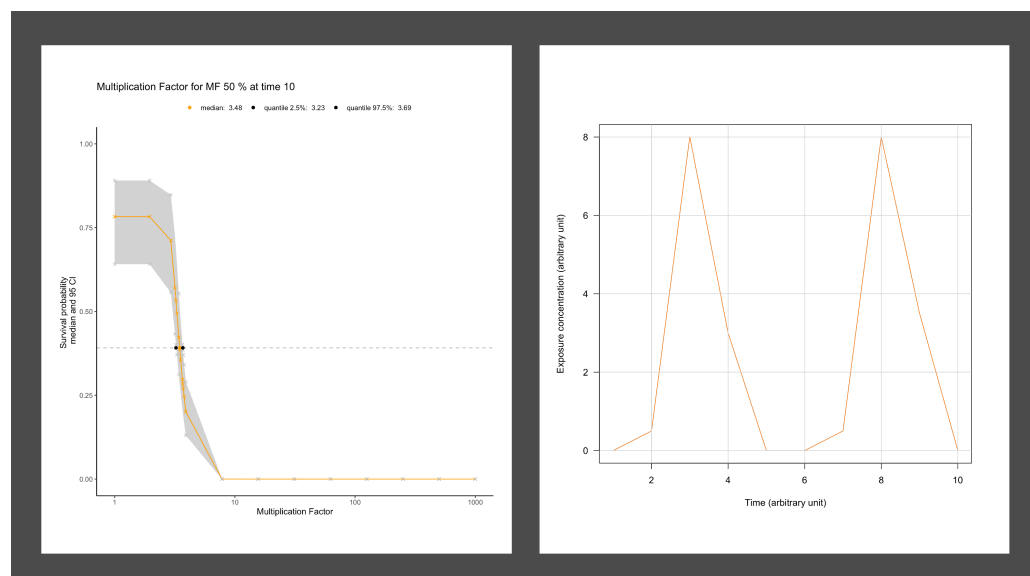 Multiplication Factor for MF 50 % at time 10
median: 3.48 quantile 2.5%: 3.23 quantile 97.5%: 3.69
1.00
0.75
0.50
0.25
0.00
Survival probability
median and 95 CI
1 10 100 1000
Multiplication Factor
8
6
4
2
0
Exposure concentration (arbitrary unit)
2 4 6 8 10
Time (arbitrary unit)